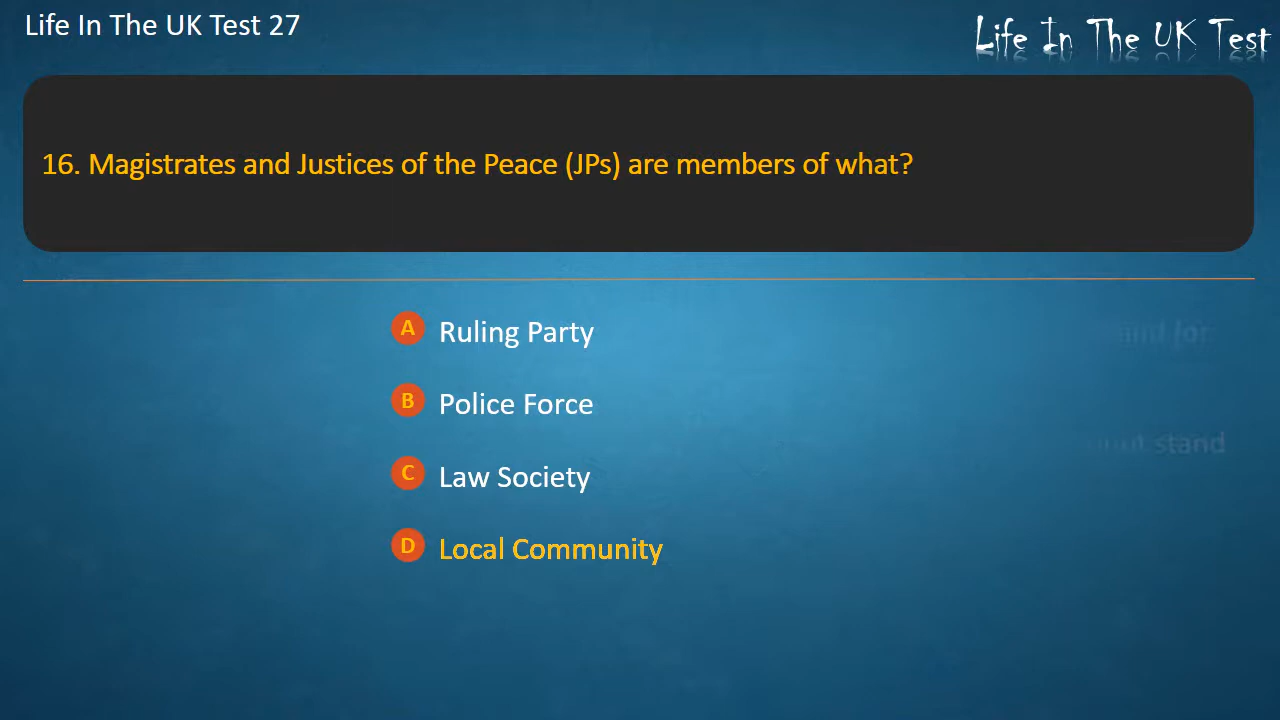 Life In The UK Test 27
Life In The UK Test
16. Magistrates and Justices of the Peace (JPs) are members of what?
A Ruling Party
B Police Force
C Law Society
D Local Community
stand